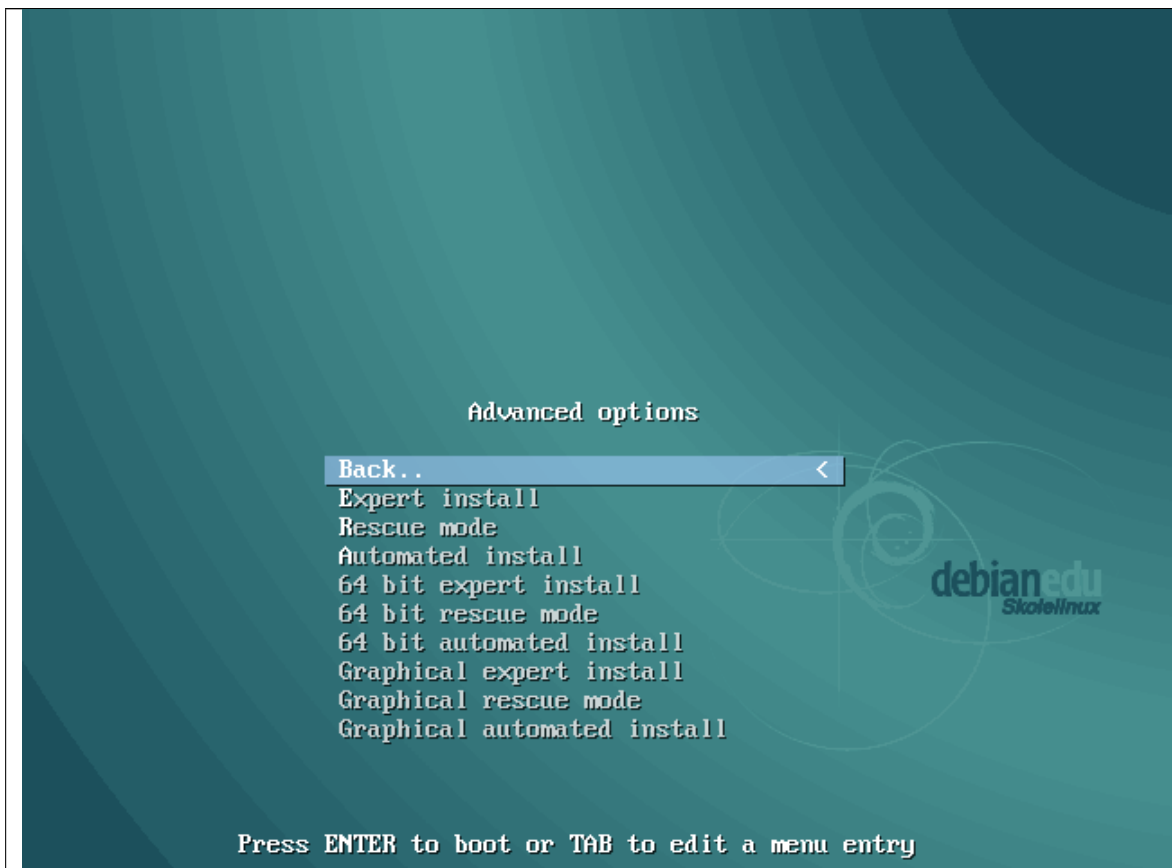 Advanced options
Back.. <
Expert install
Rescue mode
Automated install
64 bit expert install
64 bit rescue mode
64 bit automated install
Graphical expert install
Graphical rescue mode
Graphical automated install
debianedu
Skolelinux
Press ENTER to boot or TAB to edit a menu entry